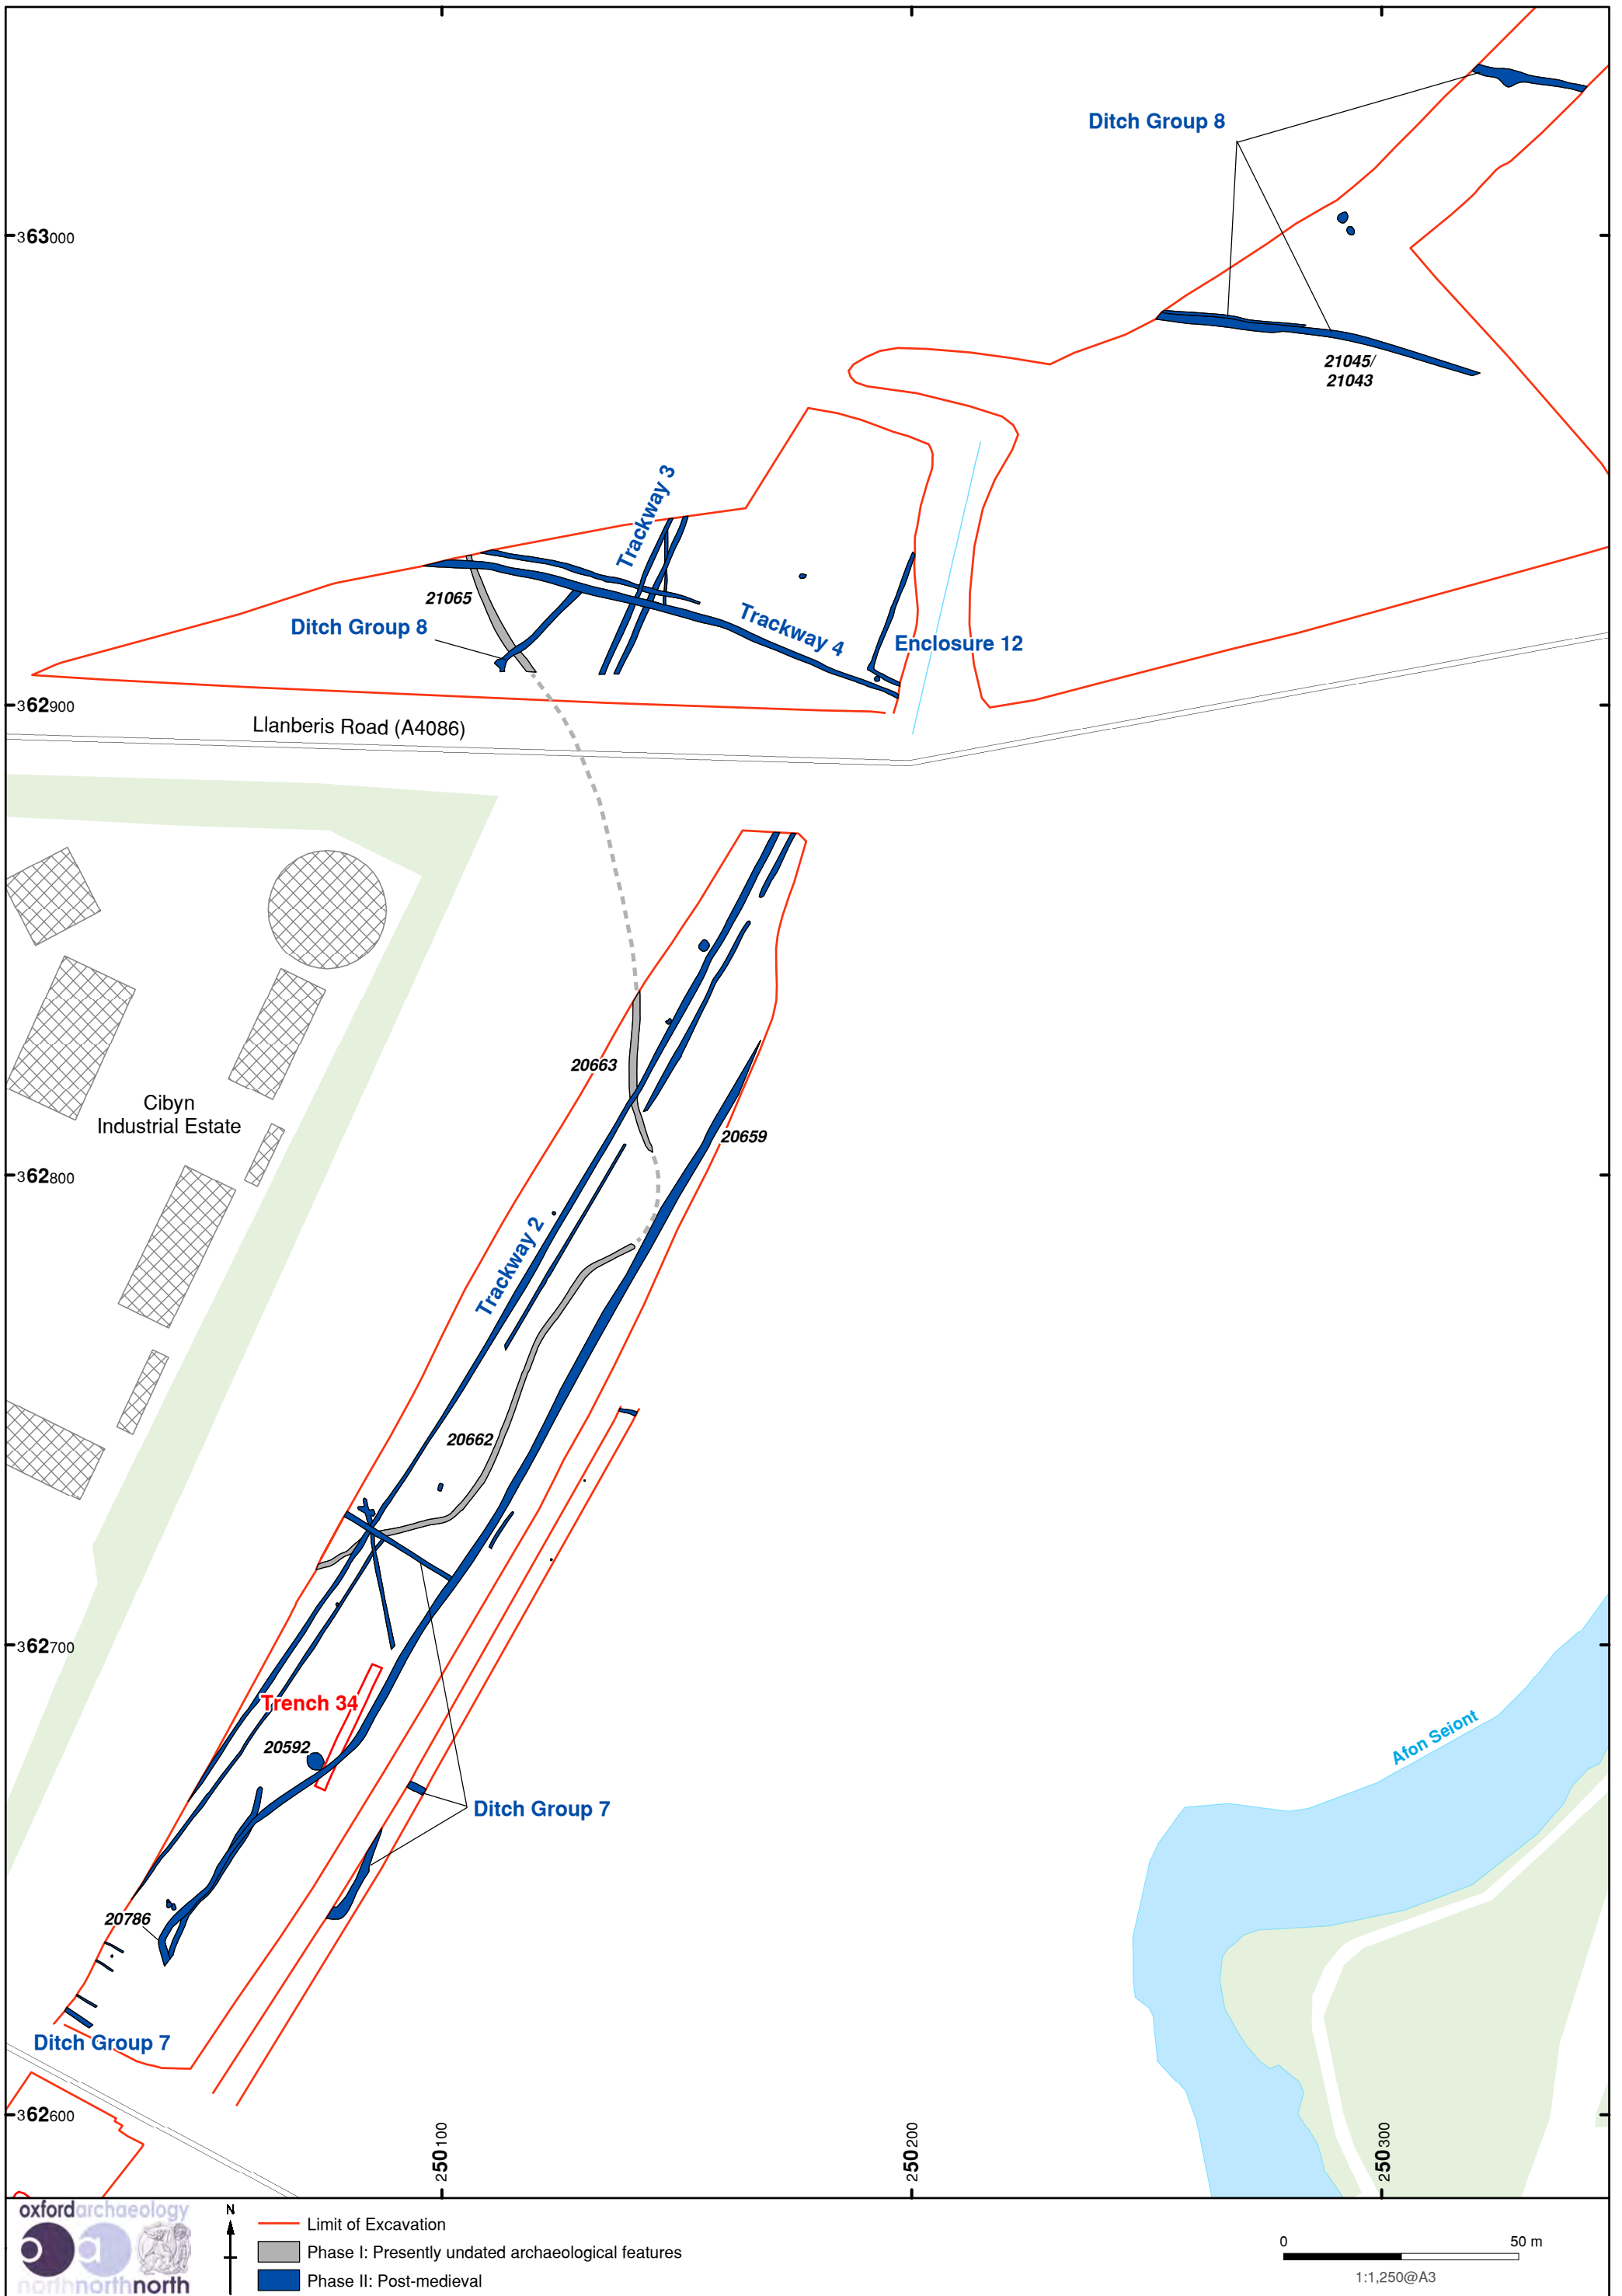 Ditch Group 8
363000
21045/
21043
Trackway 3
21065
Ditch Group 8
Trackway 4
Enclosure 12
362900
Llanberis Road (A4086)
20663
Cibyn
Industrial Estate
20659
362800
Trackway 2
20662
362700
Trench 34
20592
Afon Seiont
Ditch Group 7
20786
Ditch Group 7
362600
250100
250200
250300
oxfordarchaeology
northnorthnorth
N
Limit of Excavation
Phase I: Presently undated archaeological features
Phase II: Post-medieval
0 50 m
1:1,250@A3